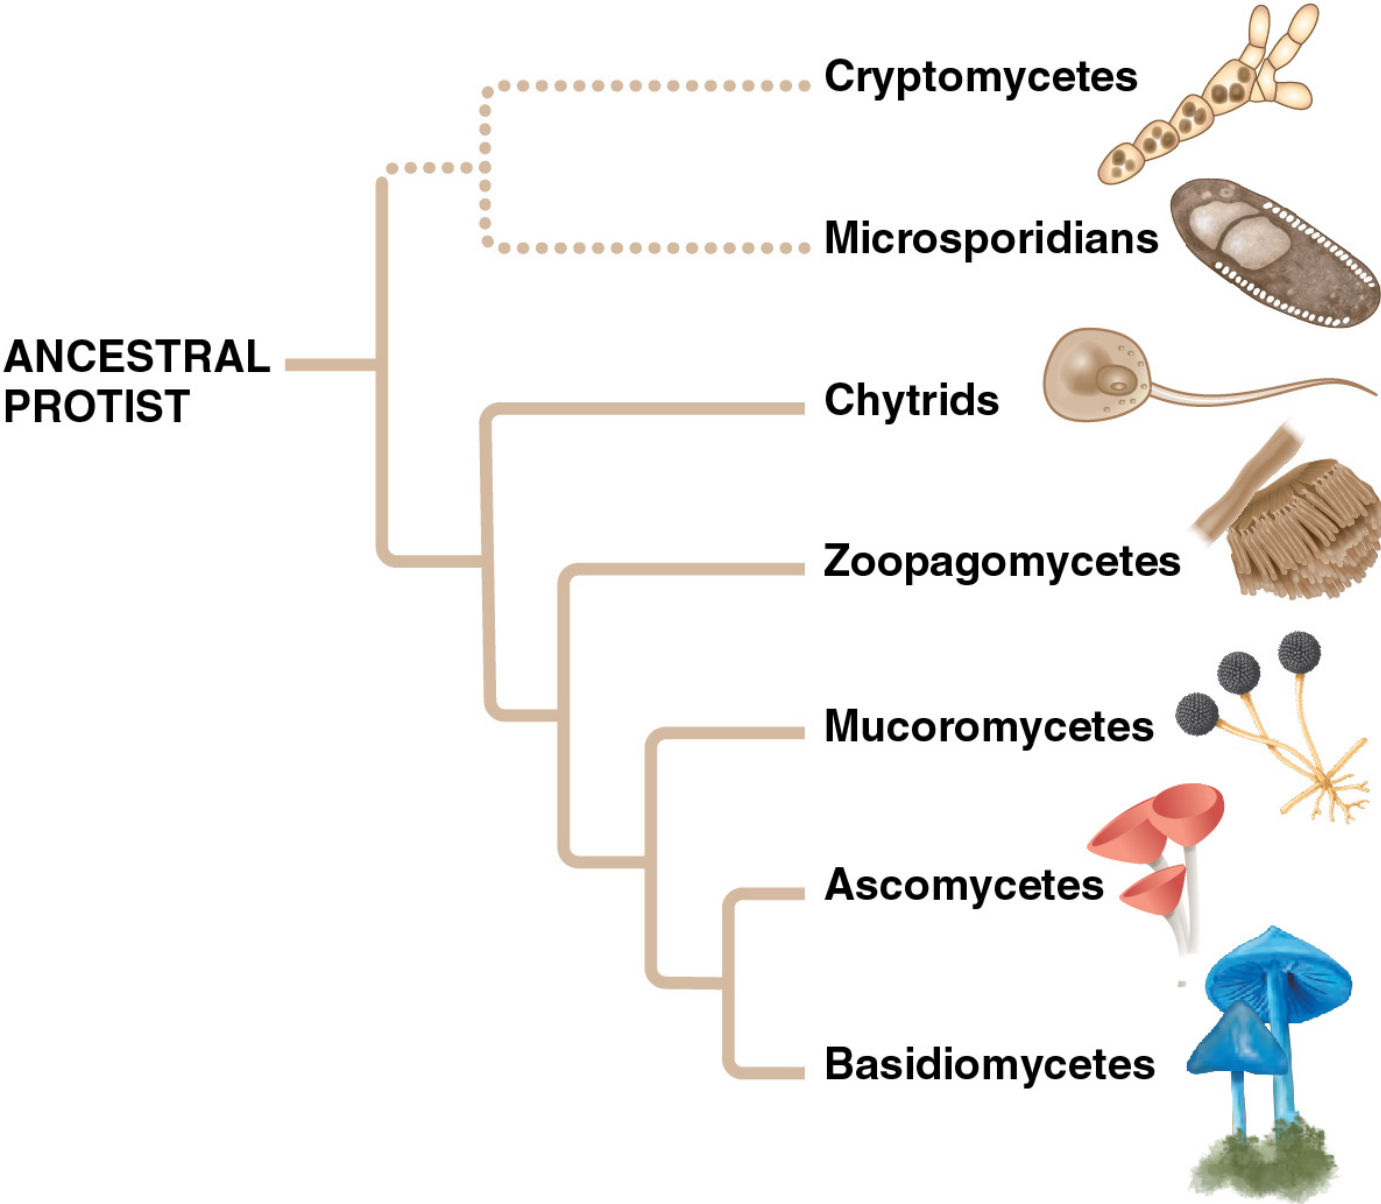 Cryptomycetes
Microsporidians
ANCESTRAL
PROTIST
Chytrids
Zoopagomycetes
Mucoromycetes
Ascomycetes
Basidiomycetes